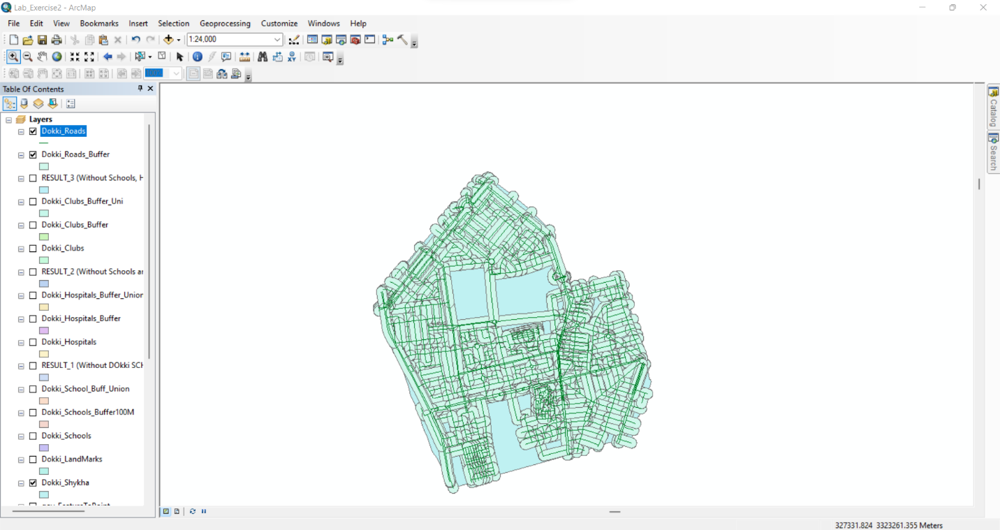 Lab_Exercise2 - ArcMap
File Edit View Bookmarks Insert Selection Geoprocessing Customize Windows Help
1:24,000
Table Of Contents
Layers
Dokki_Roads
Dokki_Roads_Buffer
RESULT_3 (Without Schools, H
Dokki_Clubs_Buffer_Uni
Dokki_Clubs_Buffer
Dokki_Clubs
RESULT_2 (Without Schools ar
Dokki_Hospitals_Buffer_Union
Dokki_Hospitals_Buffer
Dokki_Hospitals
RESULT_1 (Without DOkki SCH
Dokki_School_Buff_Union
Dokki_Schools_Buffer100M
Dokki_Schools
Dokki_LandMarks
Dokki_Shykha
Catalog
Search
327331.824 3323261.355 Meters